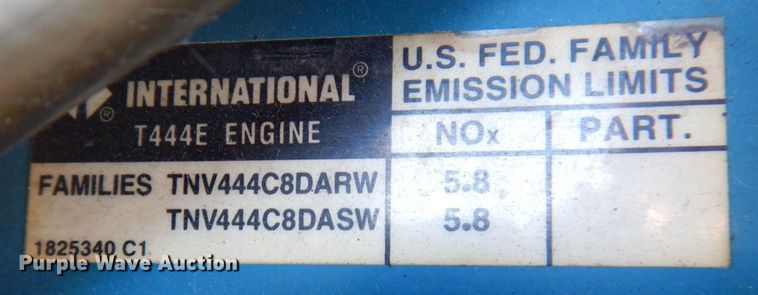 INTERNATIONAL®
®
T444E ENGINE
U.S. FED. FAMILY
EMISSION LIMITS
NOx PART.
FAMILIES TNV444C8DARW 5.8
TNV444C8DASW 5.8
1825340 C1
Purple Wave Auction